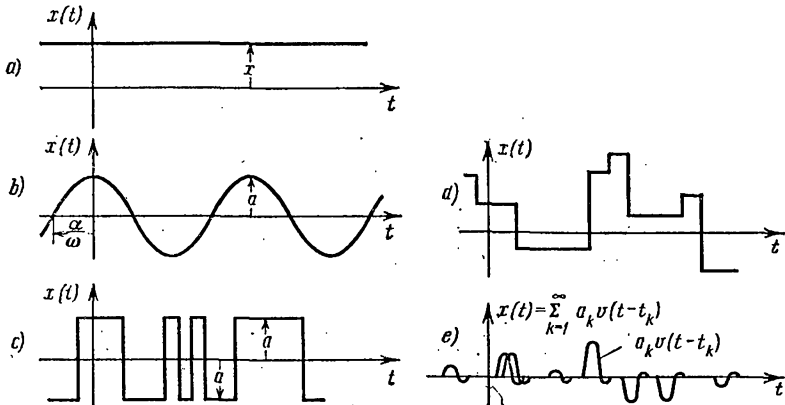 x(t)
a)
x
t
x(t)
b)
a
α/ω
t
x(t)
c)
a
a
t
x(t)
d)
t
x(t)=∑_{k=1}^{∞} a_k v(t-t_k)
e)
a_k v(t-t_k)
t